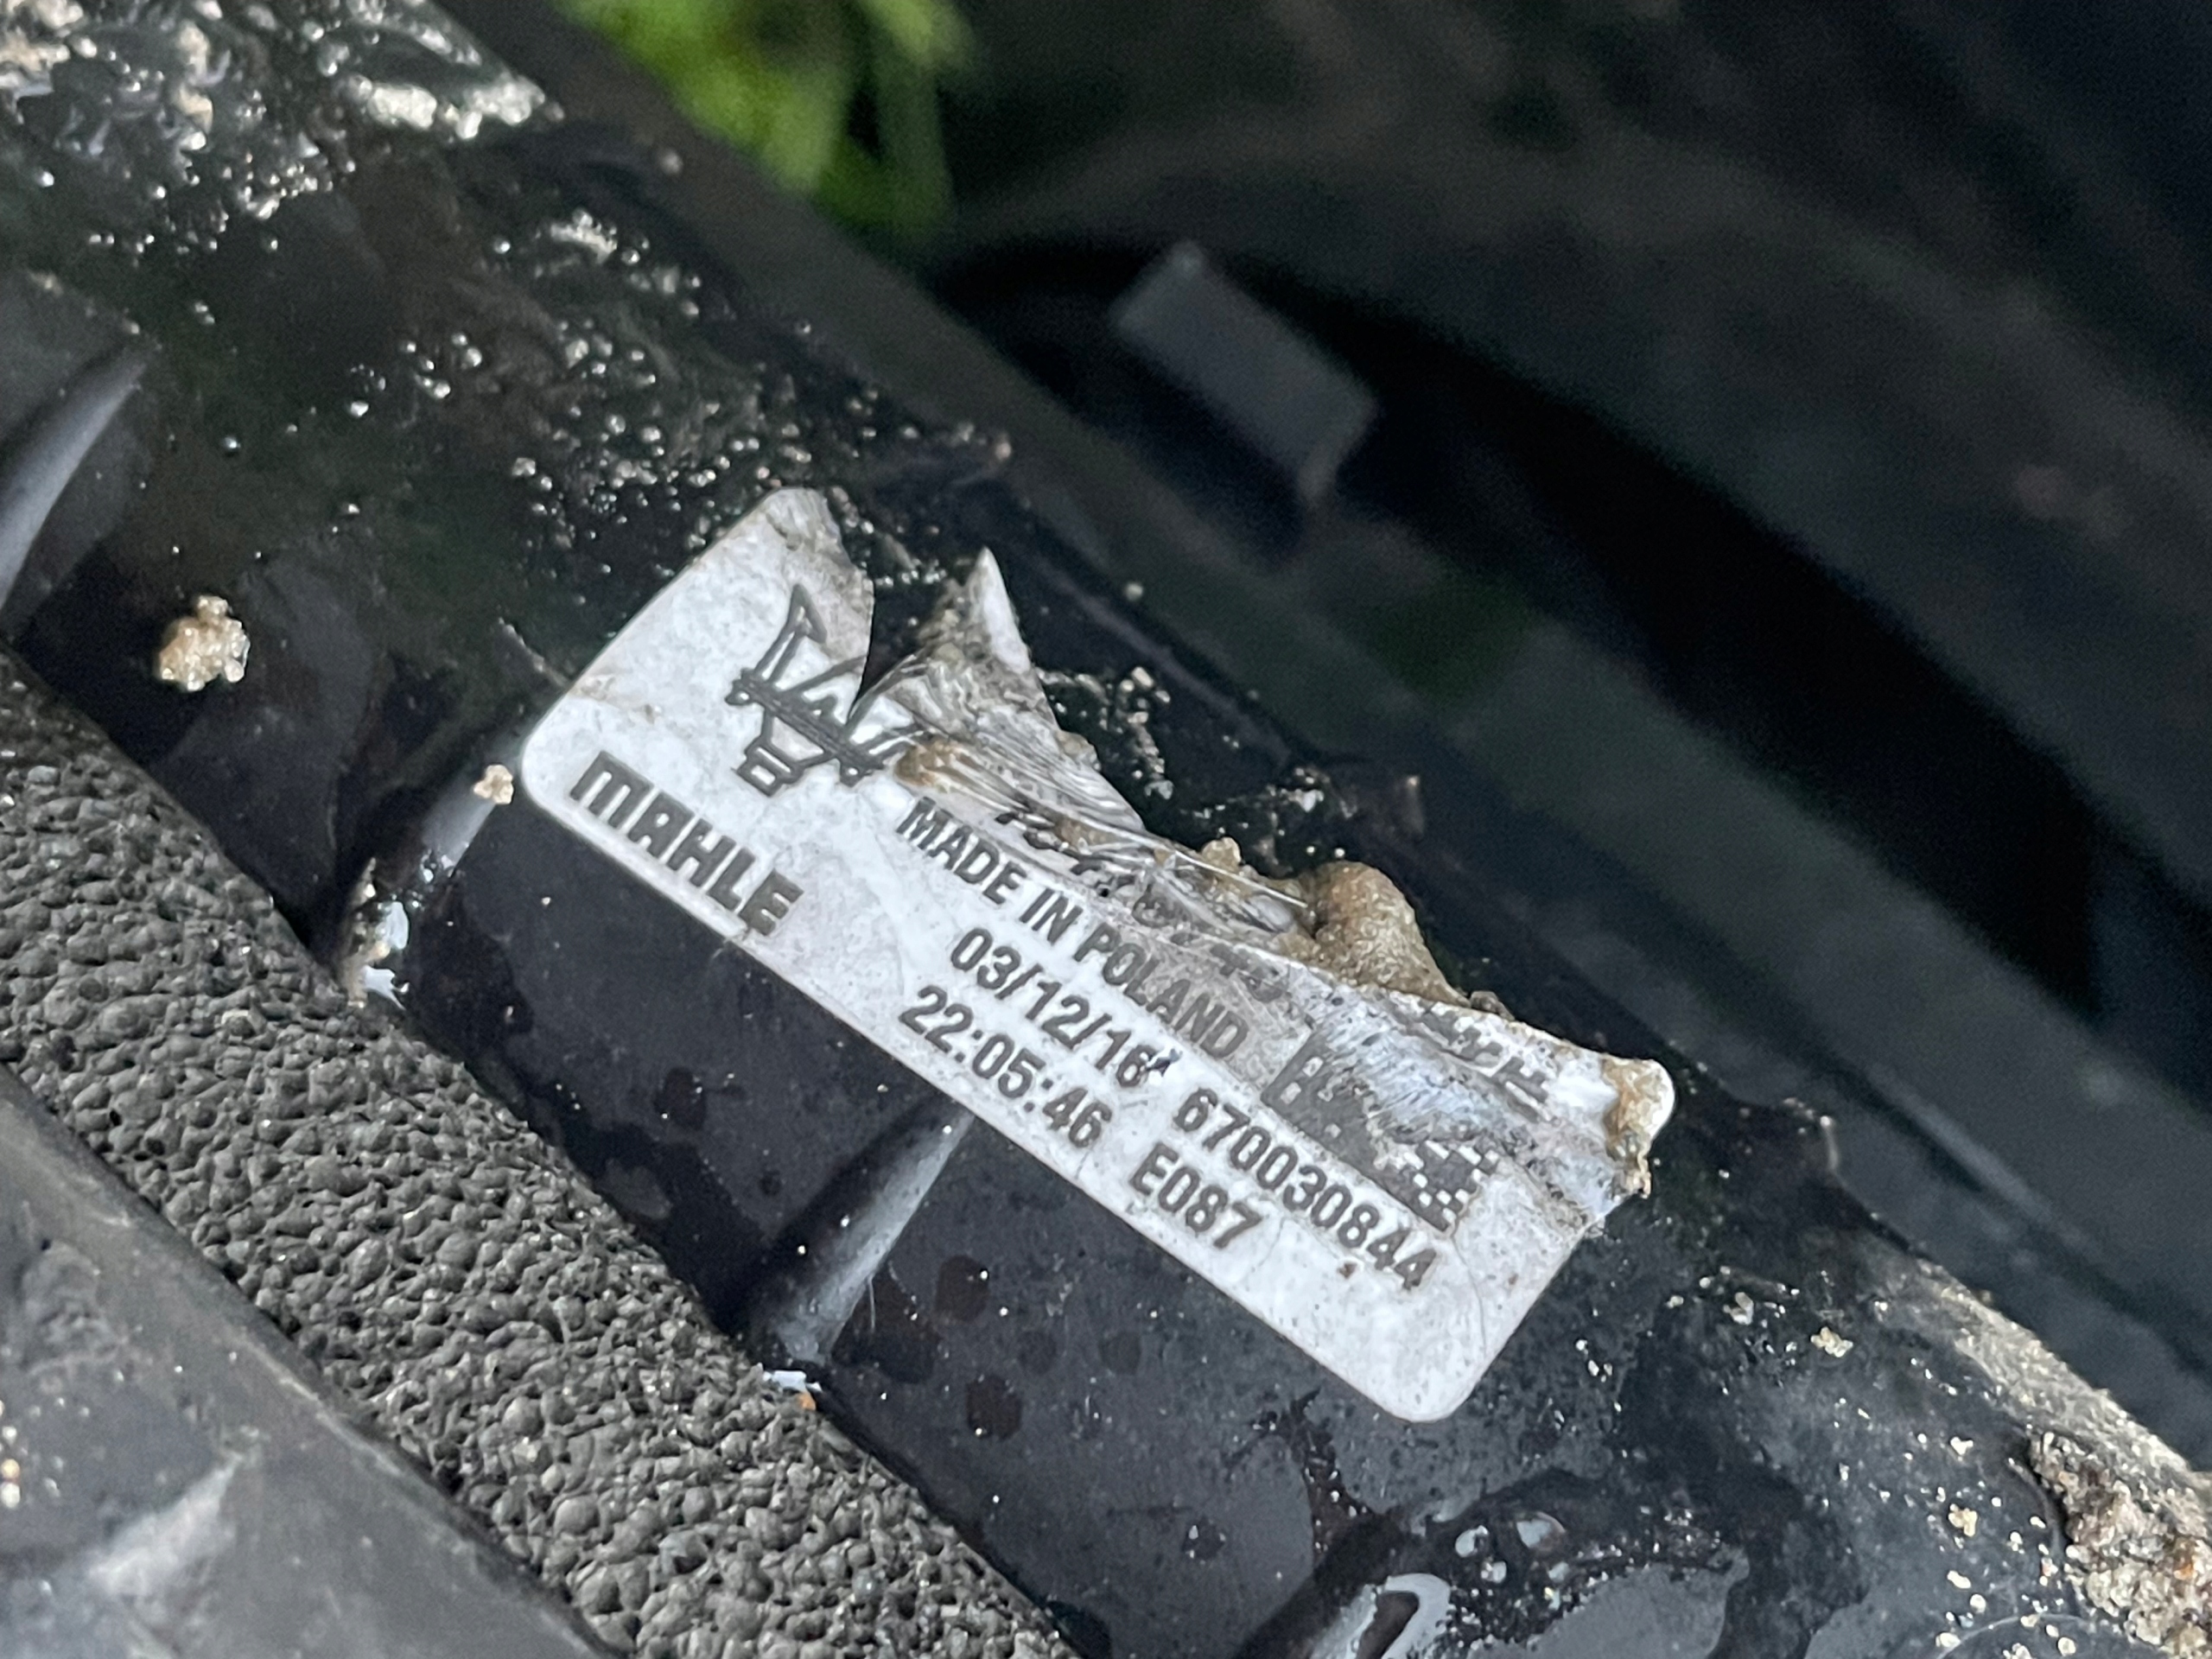 MAHLE
MADE IN POLAND
03/12/16 670030844
22:05:46 E087